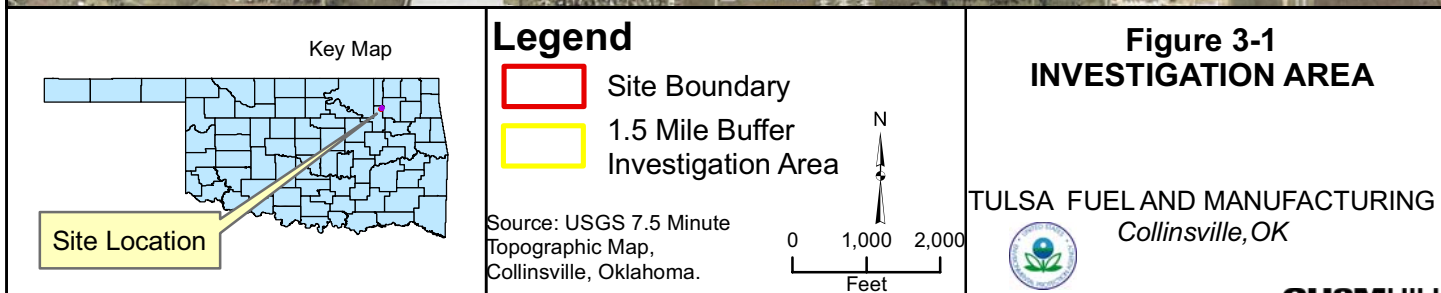 Key Map
Site Location
Legend
Site Boundary
1.5 Mile Buffer
Investigation Area
Source: USGS 7.5 Minute
Topographic Map,
Collinsville, Oklahoma.
N
0 1,000 2,000
Feet
Figure 3-1
INVESTIGATION AREA
TULSA FUEL AND MANUFACTURING
Collinsville,OK